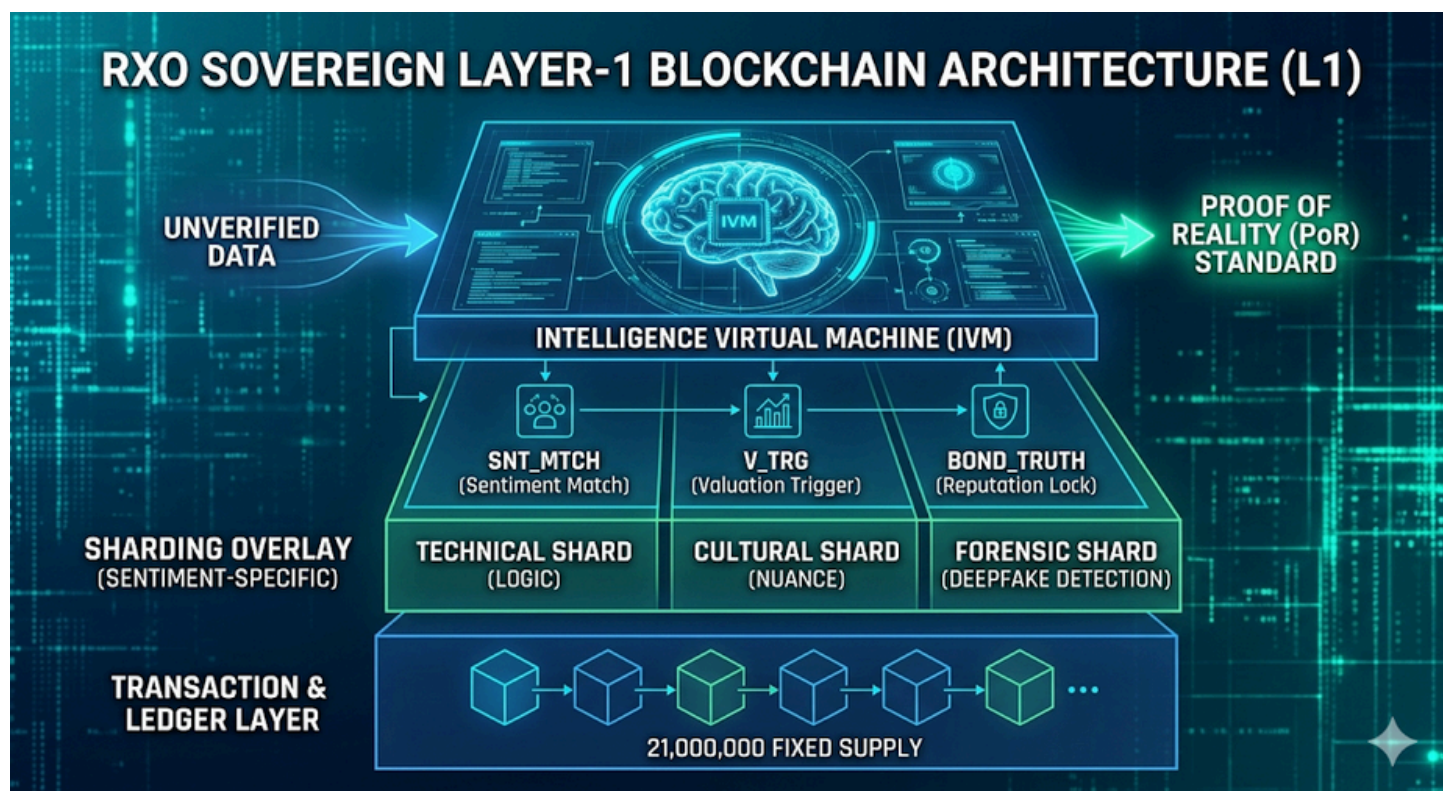 RXO SOVEREIGN LAYER-1 BLOCKCHAIN ARCHITECTURE (L1)
UNVERIFIED
DATA
IVM
PROOF OF
REALITY (PoR)
STANDARD
INTELLIGENCE VIRTUAL MACHINE (IVM)
SNT_MTCH
(Sentiment Match)
V_TRG
(Valuation Trigger)
BOND_TRUTH
(Reputation Lock)
SHARDING OVERLAY
(SENTIMENT-SPECIFIC)
TECHNICAL SHARD
(LOGIC)
CULTURAL SHARD
(NUANCE)
FORENSIC SHARD
(DEEPFAKE DETECTION)
TRANSACTION &
LEDGER LAYER
21,000,000 FIXED SUPPLY